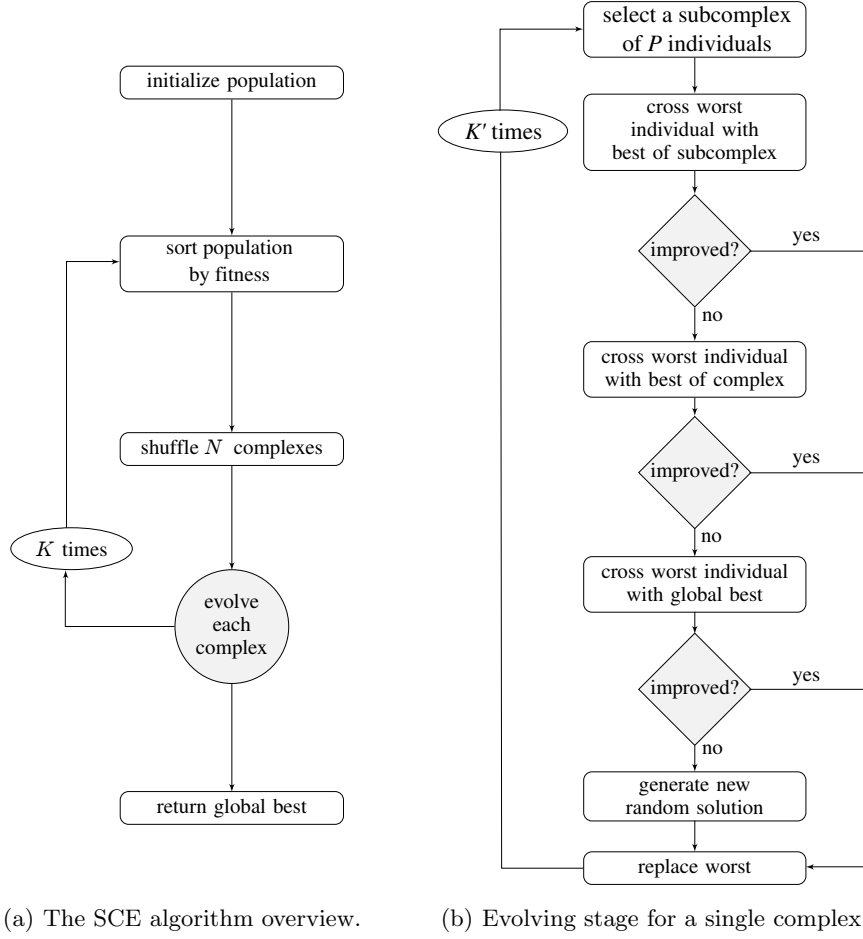 initialize population
sort population
by fitness
shuffle N complexes
K times
evolve
each
complex
return global best
(a) The SCE algorithm overview.
select a subcomplex
of P individuals
K' times
cross worst
individual with
best of subcomplex
improved?
yes
no
cross worst individual
with best of complex
improved?
yes
no
cross worst individual
with global best
improved?
yes
no
generate new
random solution
replace worst
(b) Evolving stage for a single complex